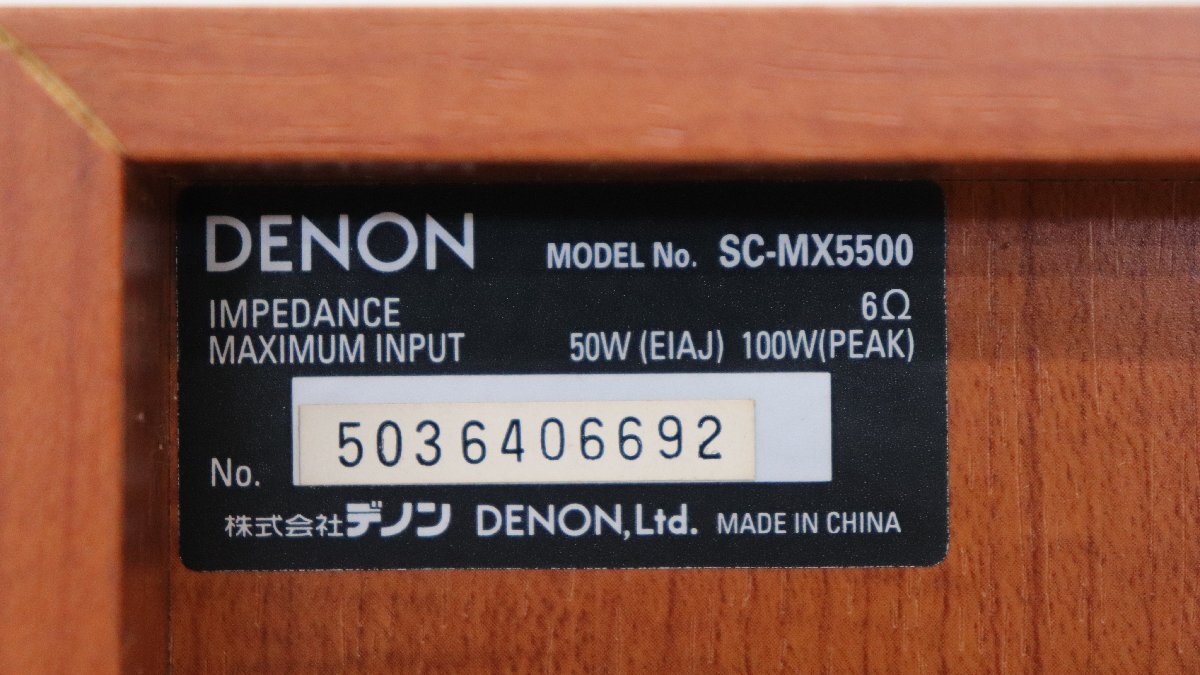 DENON MODEL No. SC-MX5500
IMPEDANCE 6Ω
MAXIMUM INPUT 50W (EIAJ) 100W(PEAK)
No. 5036406692
株式会社デノン DENON,Ltd. MADE IN CHINA